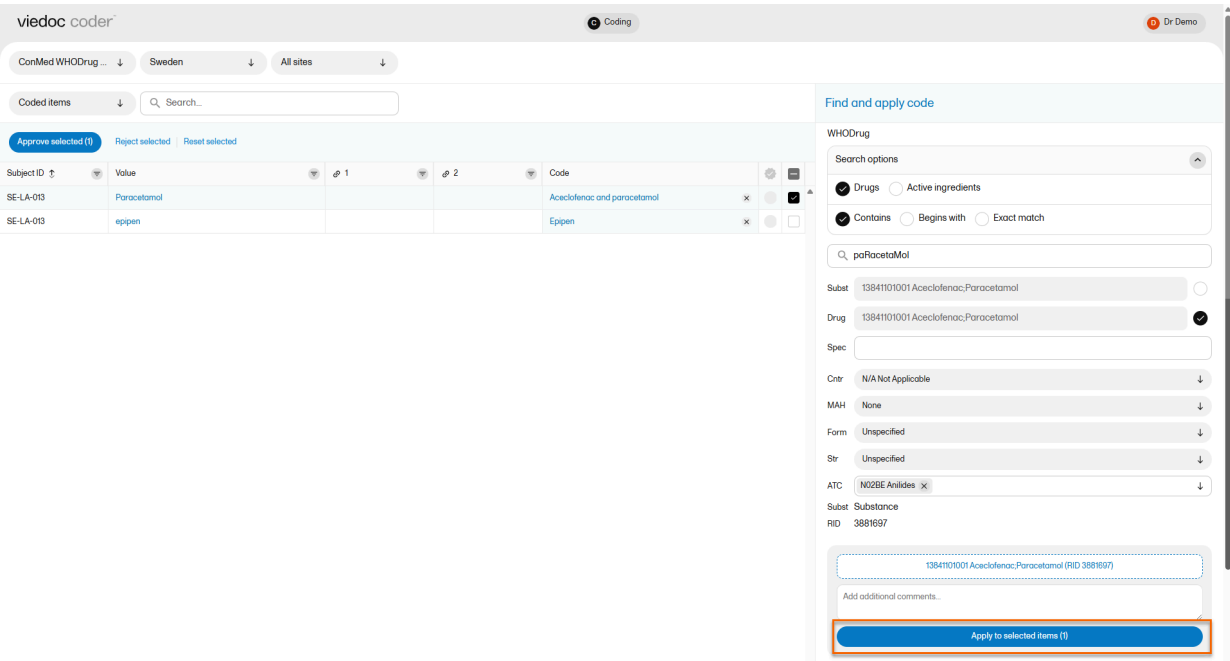 viedoc coder
C Coding
D Dr Demo
ConMed WHODrug ... ↓ Sweden ↓ All sites ↓
Coded items ↓ Search...
Approve selected (1) Reject selected | Reset selected
Subject ID ↑ Value 1 2 Code
SE-LA-013 Paracetamol Aceclofenac and paracetamol ×
SE-LA-013 epipen Epipen ×
Find and apply code
WHODrug
Search options
Drugs Active ingredients
Contains Begins with Exact match
paRacetaMol
Subst 13841101001 Aceclofenac;Paracetamol
Drug 13841101001 Aceclofenac;Paracetamol
Spec
Cntr N/A Not Applicable ↓
MAH None ↓
Form Unspecified ↓
Str Unspecified ↓
ATC N02BE Anilides × ↓
Subst Substance
RID 3881697
13841101001 Aceclofenac;Paracetamol (RID 3881697)
Add additional comments...
Apply to selected items (1)